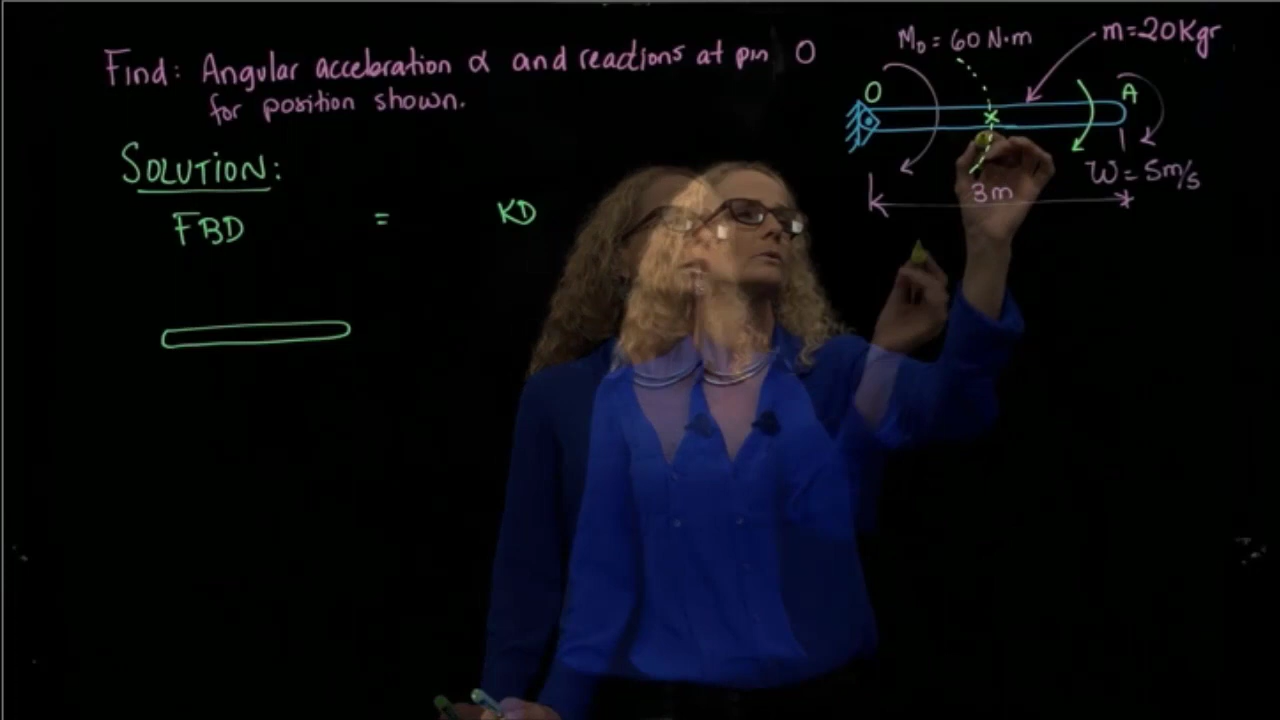 Find: Angular acceleration α and reactions at pin O
for position shown.
SOLUTION:
FBD = KD
M₀ = 60 N·m
m=20Kgr
O
A
W = 5m/s
3m